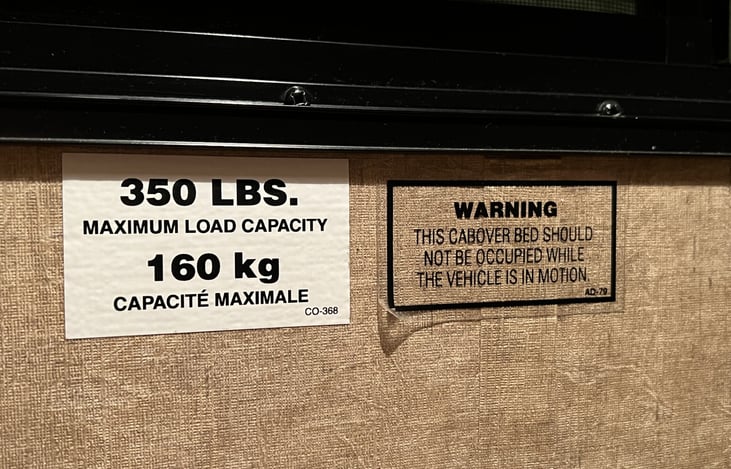 350 LBS.
MAXIMUM LOAD CAPACITY
160 kg
CAPACITÉ MAXIMALE
CO-368
WARNING
THIS CABOVER BED SHOULD
NOT BE OCCUPIED WHILE
THE VEHICLE IS IN MOTION.
AD-79